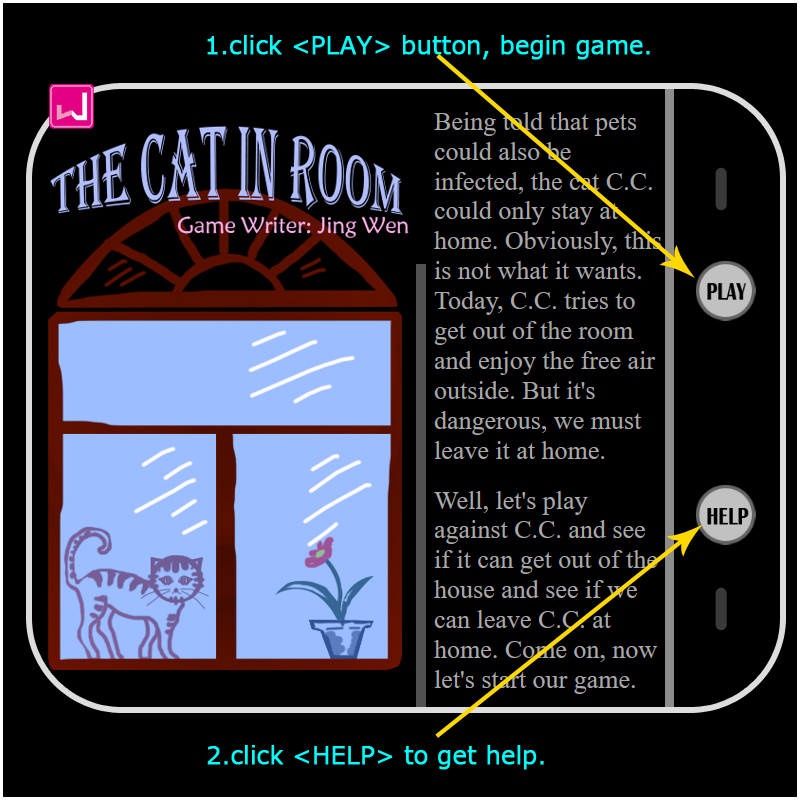 1.click <PLAY> button, begin game.
THE CAT IN ROOM
Game Writer: Jing Wen
Being told that pets
could also be
infected, the cat C.C.
could only stay at
home. Obviously, this
is not what it wants.
Today, C.C. tries to
get out of the room
and enjoy the free air
outside. But it's
dangerous, we must
leave it at home.
Well, let's play
against C.C. and see
if it can get out of the
house and see if we
can leave C.C. at
home. Come on, now
let's start our game.
PLAY
HELP
2.click <HELP> to get help.